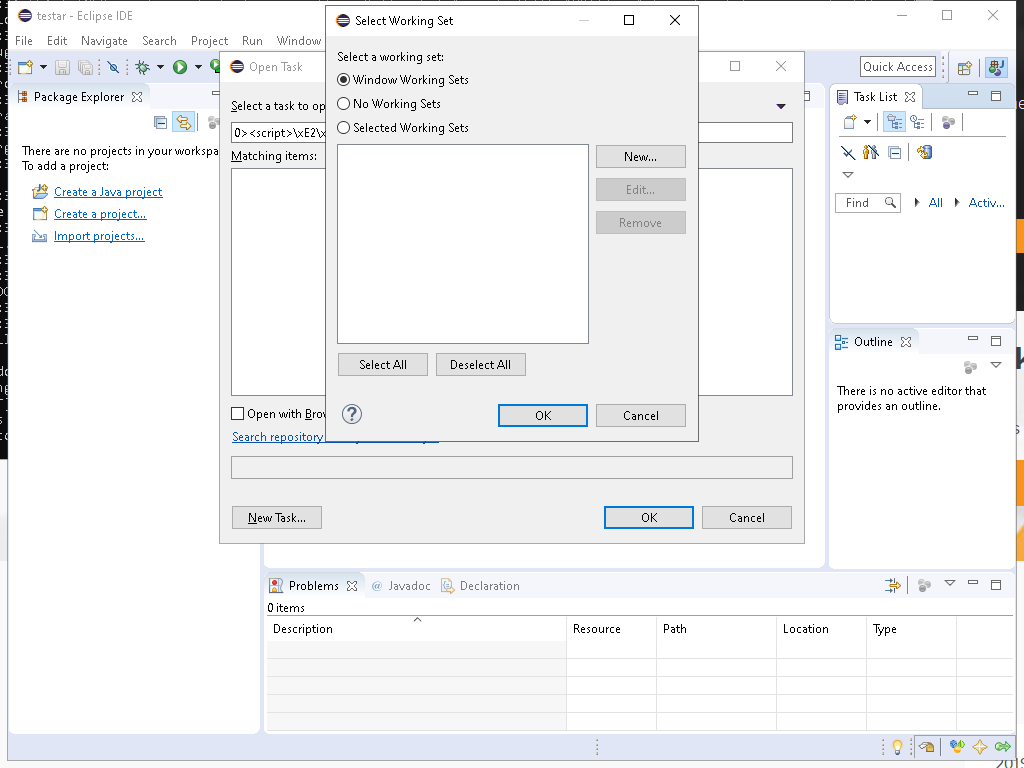 testar - Eclipse IDE
File Edit Navigate Search Project Run Window
Quick Access
Package Explorer
There are no projects in your workspa
To add a project:
Create a Java project
Create a project...
Import projects...
Open Task
Select a task to op
0><script>\xE2\x
Matching items:
Open with Brow
Search repository
New Task...
OK
Cancel
Select Working Set
Select a working set:
Window Working Sets
No Working Sets
Selected Working Sets
New...
Edit...
Remove
Select All
Deselect All
OK
Cancel
Task List
Find
All
Activ...
Outline
There is no active editor that
provides an outline.
Problems
Javadoc
Declaration
0 items
Description Resource Path Location Type
2019